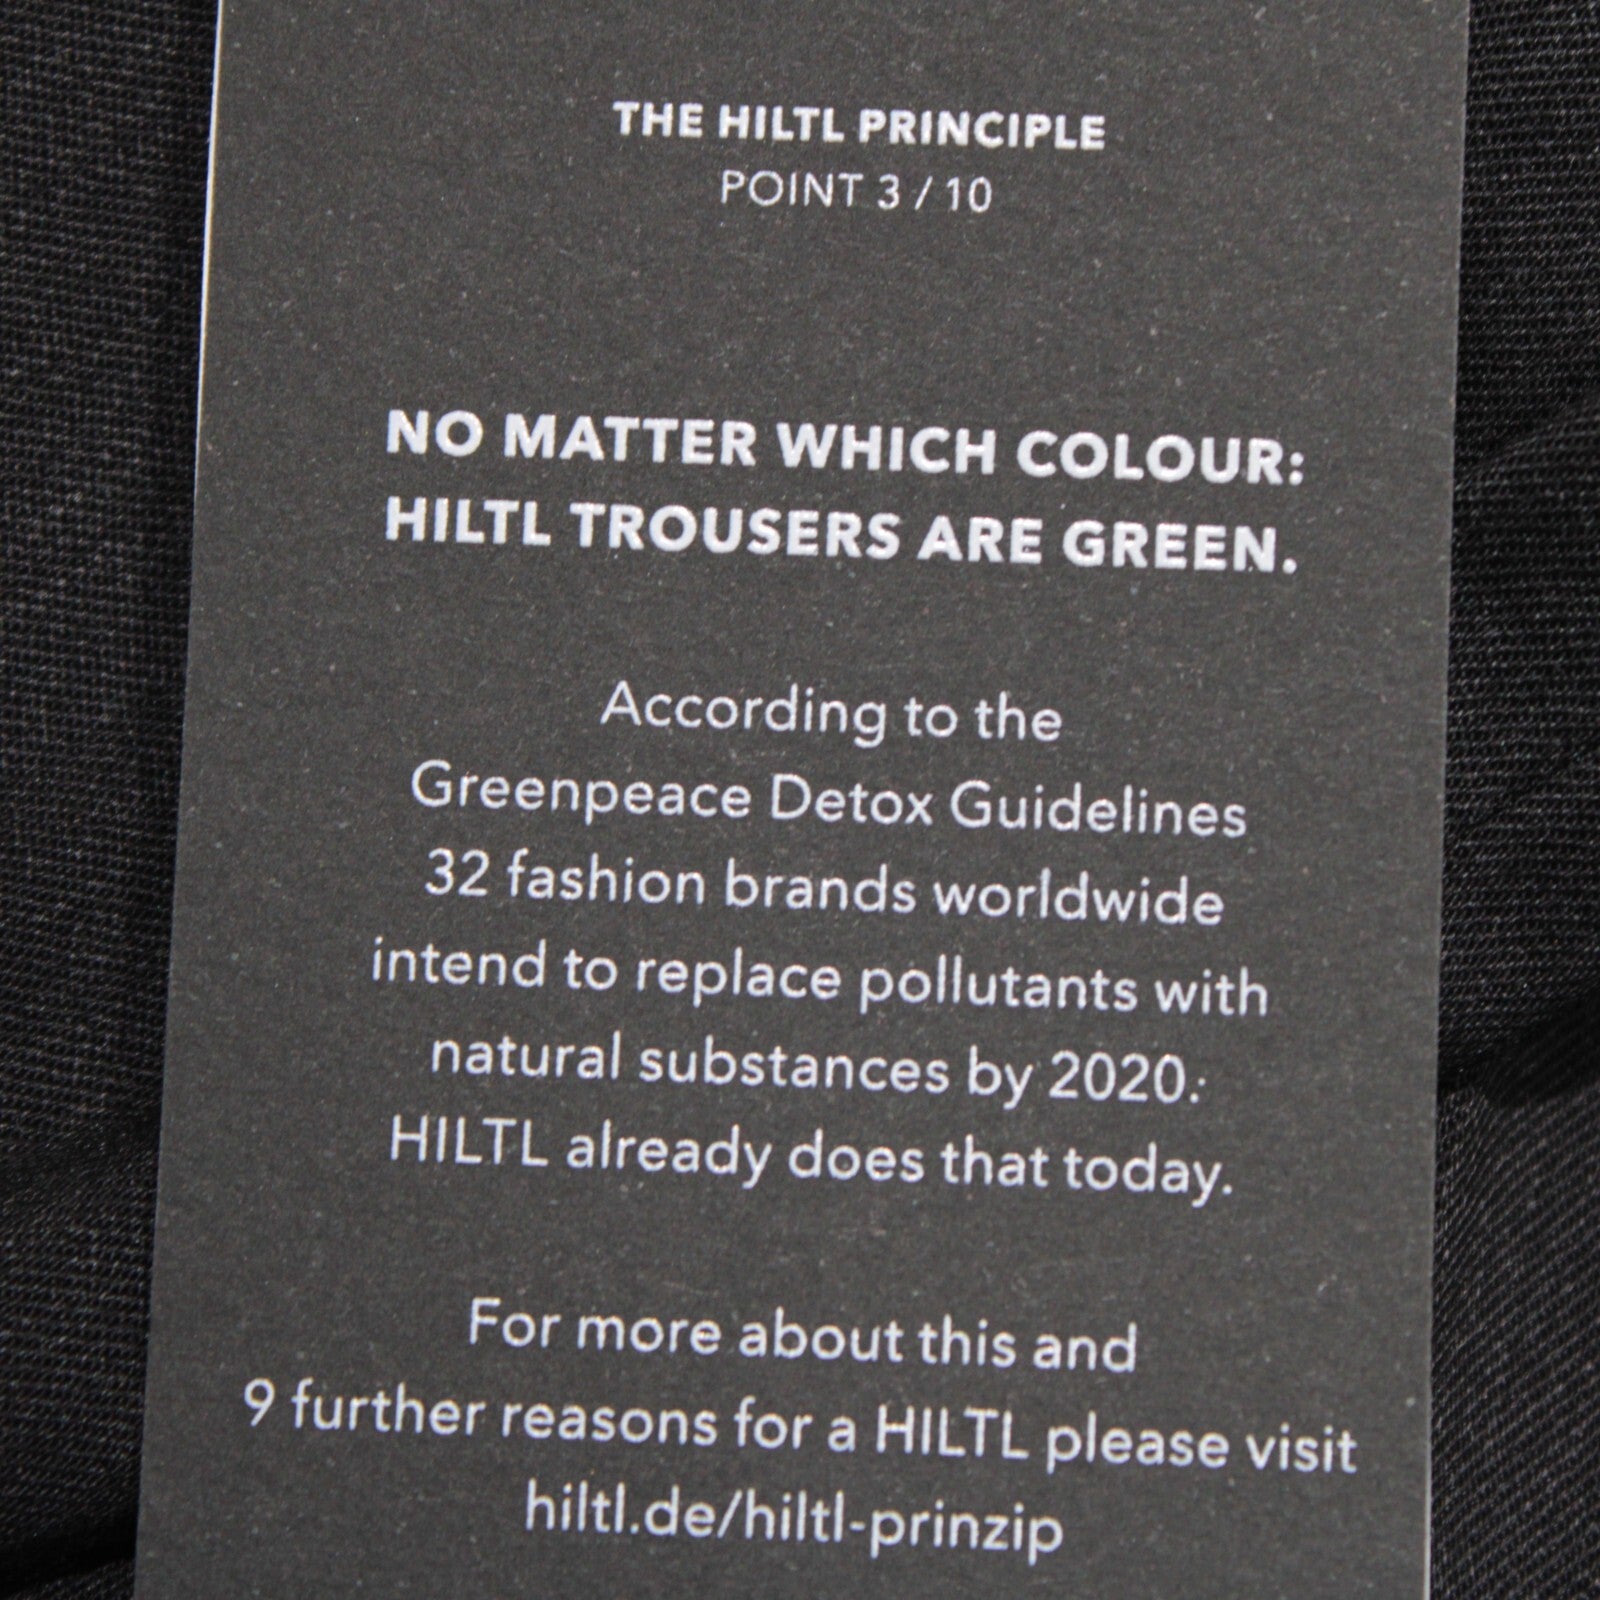 THE HILTL PRINCIPLE
POINT 3 / 10
NO MATTER WHICH COLOUR:
HILTL TROUSERS ARE GREEN.
According to the
Greenpeace Detox Guidelines
32 fashion brands worldwide
intend to replace pollutants with
natural substances by 2020.:
HILTL already does that today.
For more about this and
9 further reasons for a HILTL please visit
hiltl.de/hiltl-prinzip